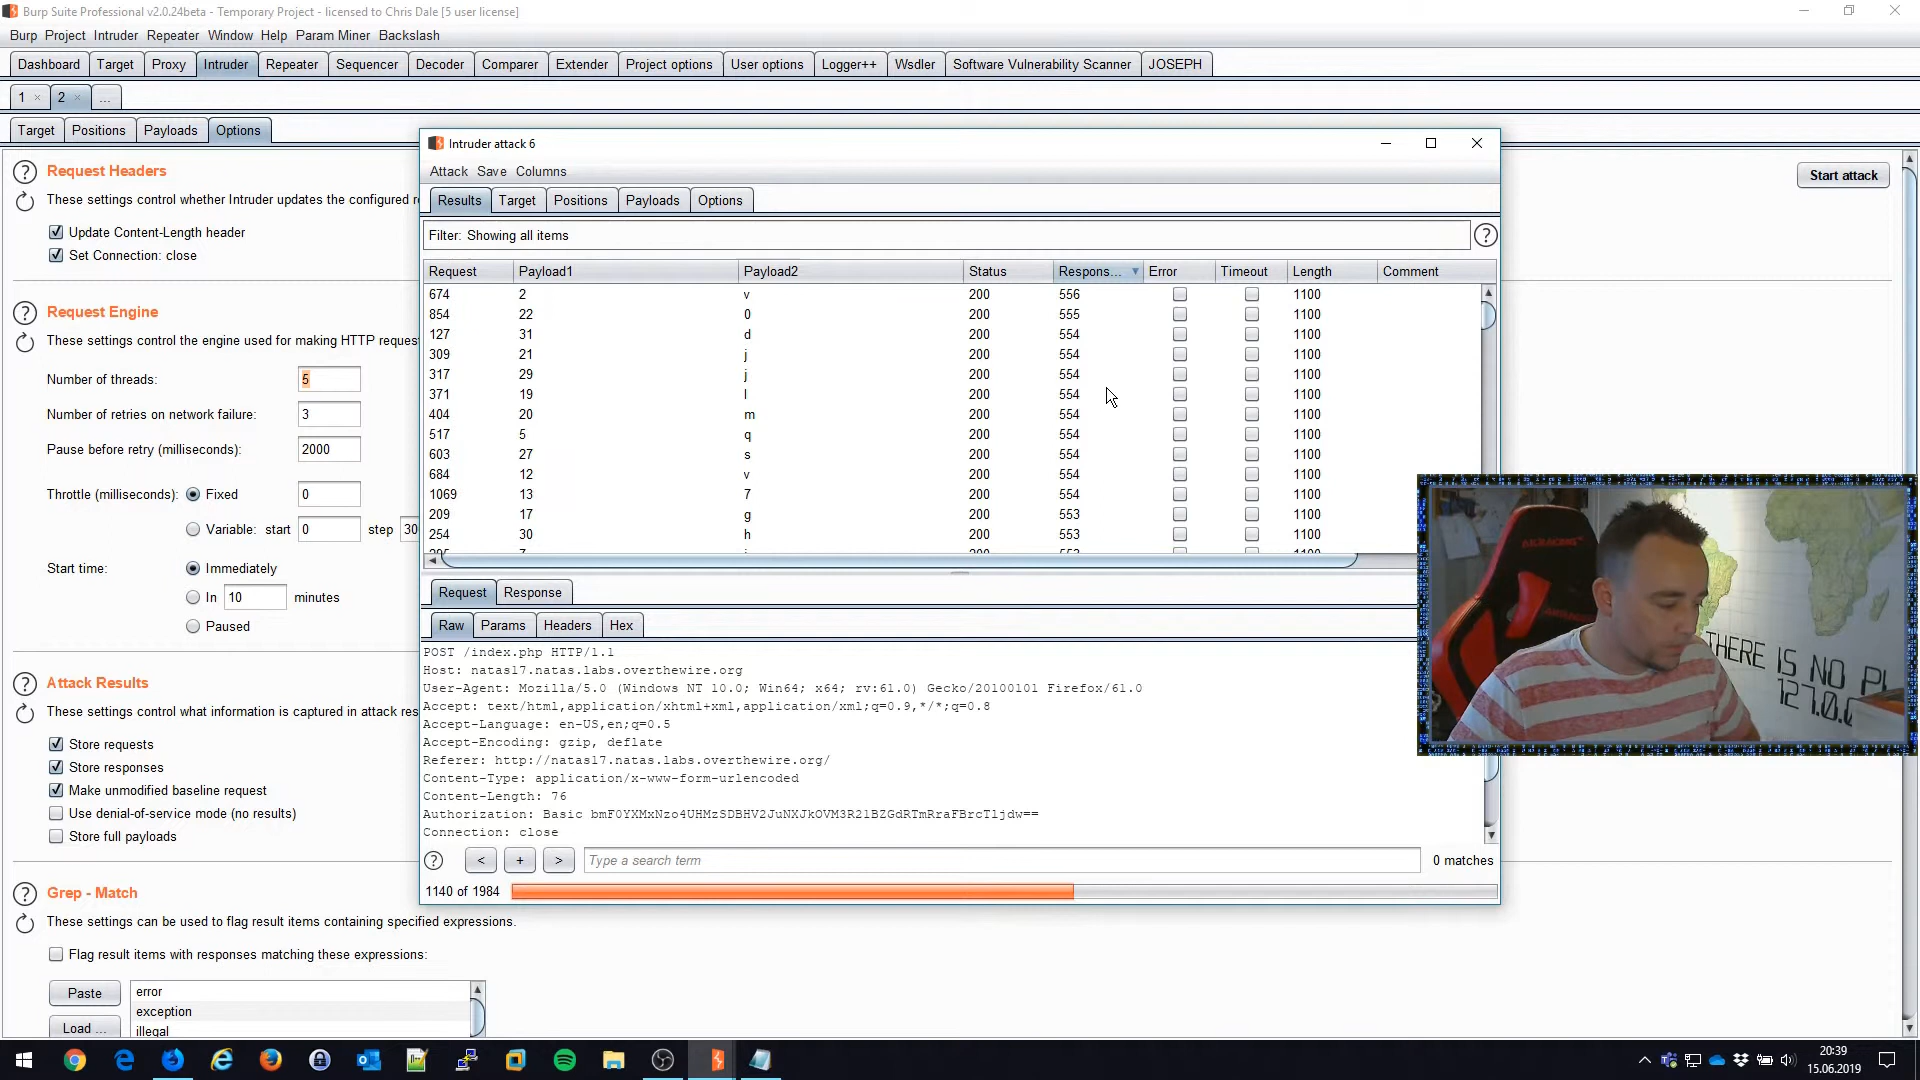 Burp Suite Professional v2.0.24beta - Temporary Project - licensed to Chris Dale [5 user license]
Burp Project Intruder Repeater Window Help Param Miner Backslash
Dashboard Target Proxy Intruder Repeater Sequencer Decoder Comparer Extender Project options User options Logger++ Wsdler Software Vulnerability Scanner JOSEPH
1 × 2 × ...
Target Positions Payloads Options
Request Headers
These settings control whether Intruder updates the configured r
Update Content-Length header
Set Connection: close
Request Engine
These settings control the engine used for making HTTP reques
Number of threads: 5
Number of retries on network failure: 3
Pause before retry (milliseconds): 2000
Throttle (milliseconds): Fixed 0
Variable: start 0 step 30
Start time: Immediately
In 10 minutes
Paused
Attack Results
These settings control what information is captured in attack res
Store requests
Store responses
Make unmodified baseline request
Use denial-of-service mode (no results)
Store full payloads
Grep - Match
These settings can be used to flag result items containing specified expressions.
Flag result items with responses matching these expressions:
Paste
Load ...
error
exception
illegal
Start attack
Intruder attack 6
Attack Save Columns
Results Target Positions Payloads Options
Filter: Showing all items
Request Payload1 Payload2 Status Respons... Error Timeout Length Comment
674 2 v 200 556 1100
854 22 0 200 555 1100
127 31 d 200 554 1100
309 21 j 200 554 1100
317 29 j 200 554 1100
371 19 l 200 554 1100
404 20 m 200 554 1100
517 5 q 200 554 1100
603 27 s 200 554 1100
684 12 v 200 554 1100
1069 13 7 200 554 1100
209 17 g 200 553 1100
254 30 h 200 553 1100
Request Response
Raw Params Headers Hex
POST /index.php HTTP/1.1
Host: natas17.natas.labs.overthewire.org
User-Agent: Mozilla/5.0 (Windows NT 10.0; Win64; x64; rv:61.0) Gecko/20100101 Firefox/61.0
Accept: text/html,application/xhtml+xml,application/xml;q=0.9,*/*;q=0.8
Accept-Language: en-US,en;q=0.5
Accept-Encoding: gzip, deflate
Referer: http://natas17.natas.labs.overthewire.org/
Content-Type: application/x-www-form-urlencoded
Content-Length: 76
Authorization: Basic bmF0YXMxNzo4UHMzSDBHV2JuNXJkOVM3R21BZGdRTmRraFBrcTljdw==
Connection: close
< + > Type a search term 0 matches
1140 of 1984
THERE IS NO PL
127.0.
20:39
15.06.2019